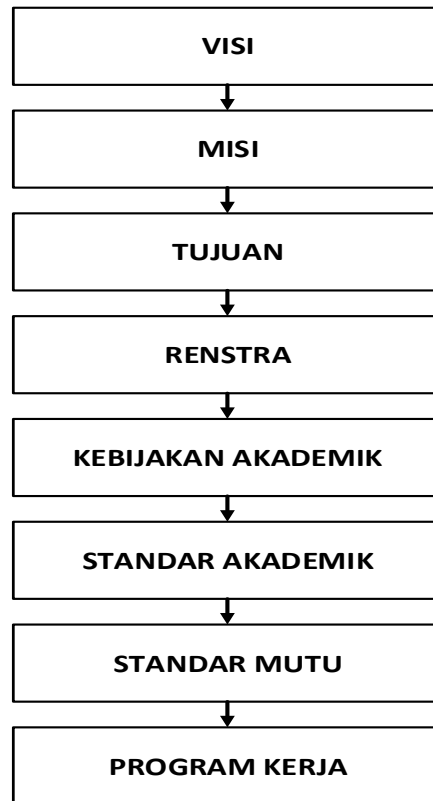 VISI
MISI
TUJUAN
RENSTRA
KEBIJAKAN AKADEMIK
STANDAR AKADEMIK
STANDAR MUTU
PROGRAM KERJA